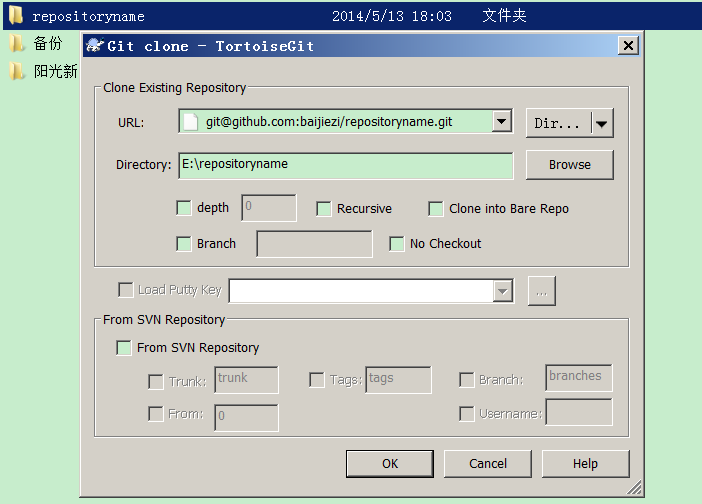 repositoryname 2014/5/13 18:03 文件夹
备份
阳光新
Git clone - TortoiseGit
Clone Existing Repository
URL: git@github.com:baijiezi/repositoryname.git Dir...
Directory: E:\repositoryname Browse
depth 0 Recursive Clone into Bare Repo
Branch No Checkout
Load Putty Key ...
From SVN Repository
From SVN Repository
Trunk: trunk Tags: tags Branch: branches
From: 0 Username:
OK Cancel Help